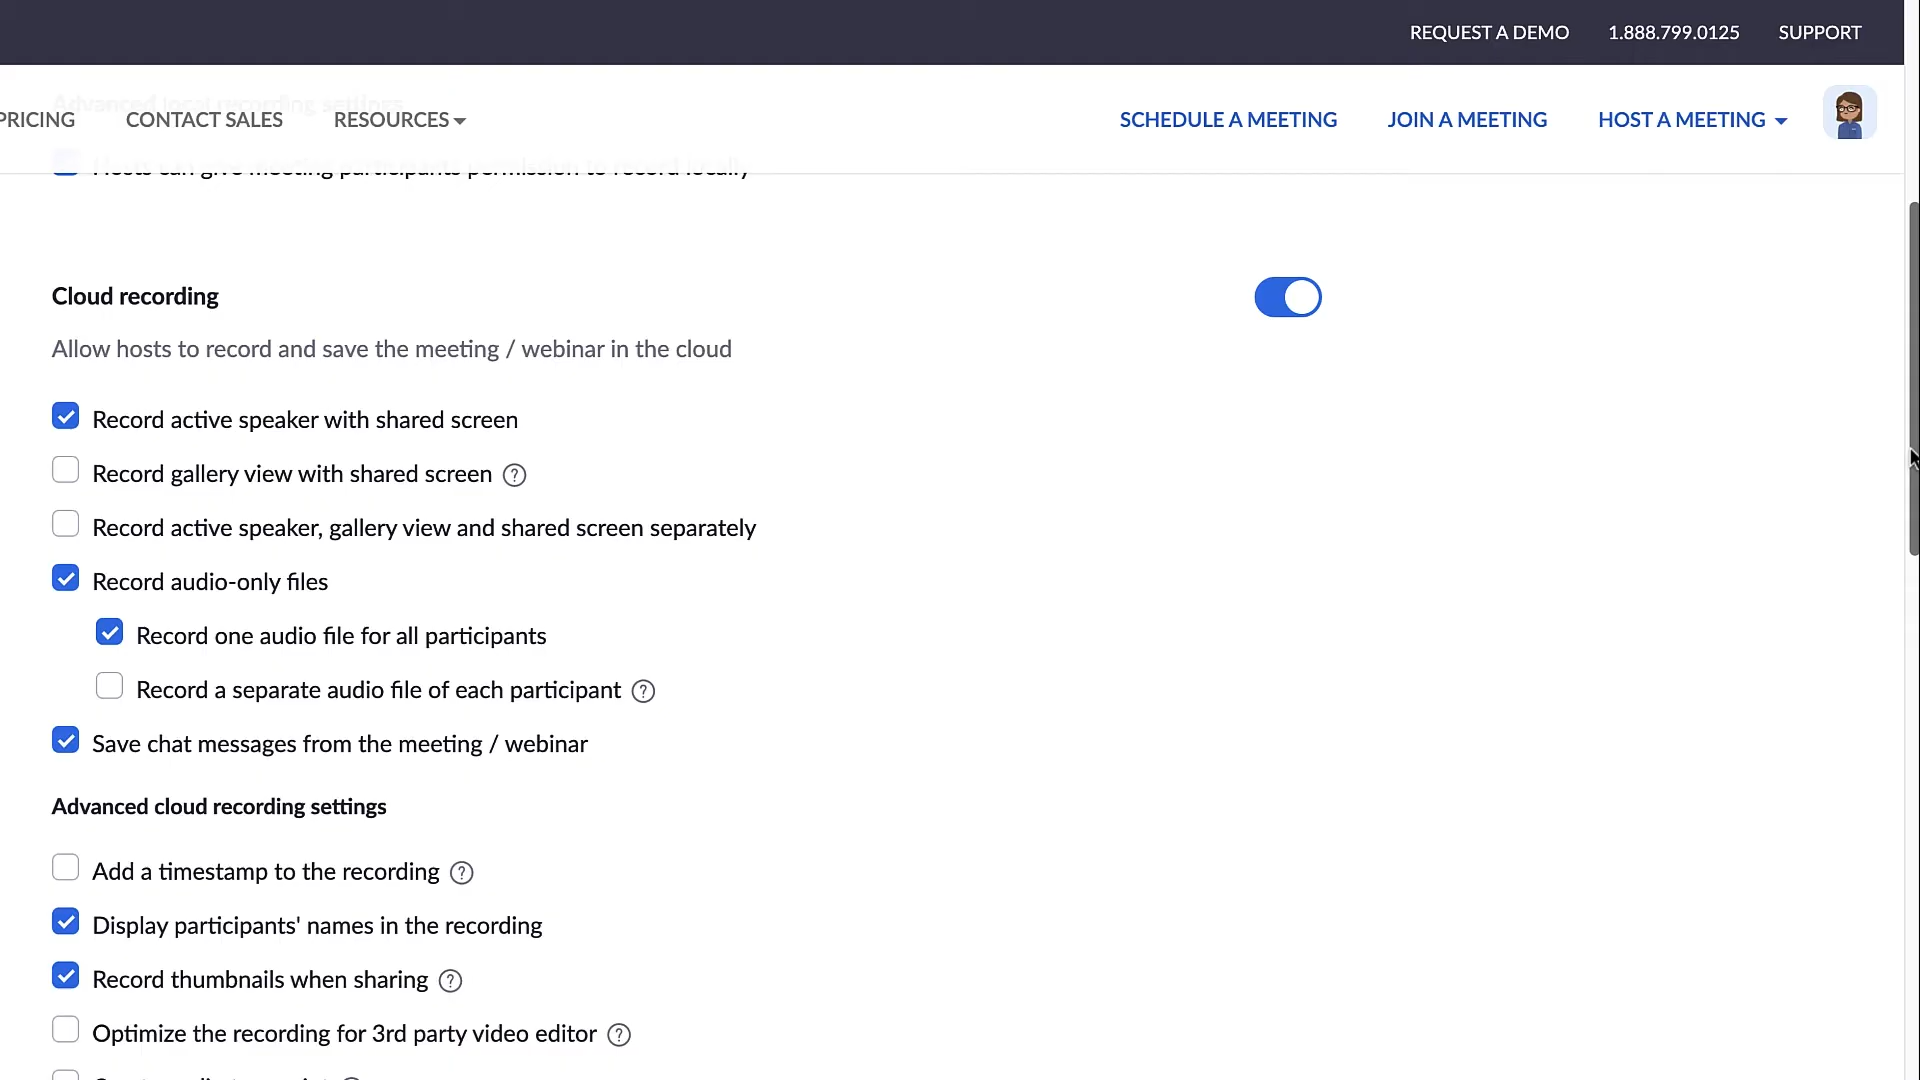 REQUEST A DEMO 1.888.799.0125 SUPPORT
Advanced local recording settings
PRICING CONTACT SALES RESOURCES SCHEDULE A MEETING JOIN A MEETING HOST A MEETING
Hosts can give meeting participants permission to record locally
Cloud recording
Allow hosts to record and save the meeting / webinar in the cloud
Record active speaker with shared screen
Record gallery view with shared screen ?
Record active speaker, gallery view and shared screen separately
Record audio-only files
Record one audio file for all participants
Record a separate audio file of each participant ?
Save chat messages from the meeting / webinar
Advanced cloud recording settings
Add a timestamp to the recording ?
Display participants' names in the recording
Record thumbnails when sharing ?
Optimize the recording for 3rd party video editor ?